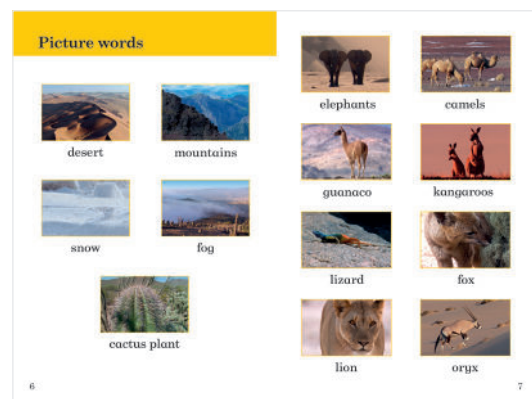 Picture words
desert
mountains
snow
fog
cactus plant
6
elephants
camels
guanaco
kangaroos
lizard
fox
lion
oryx
7